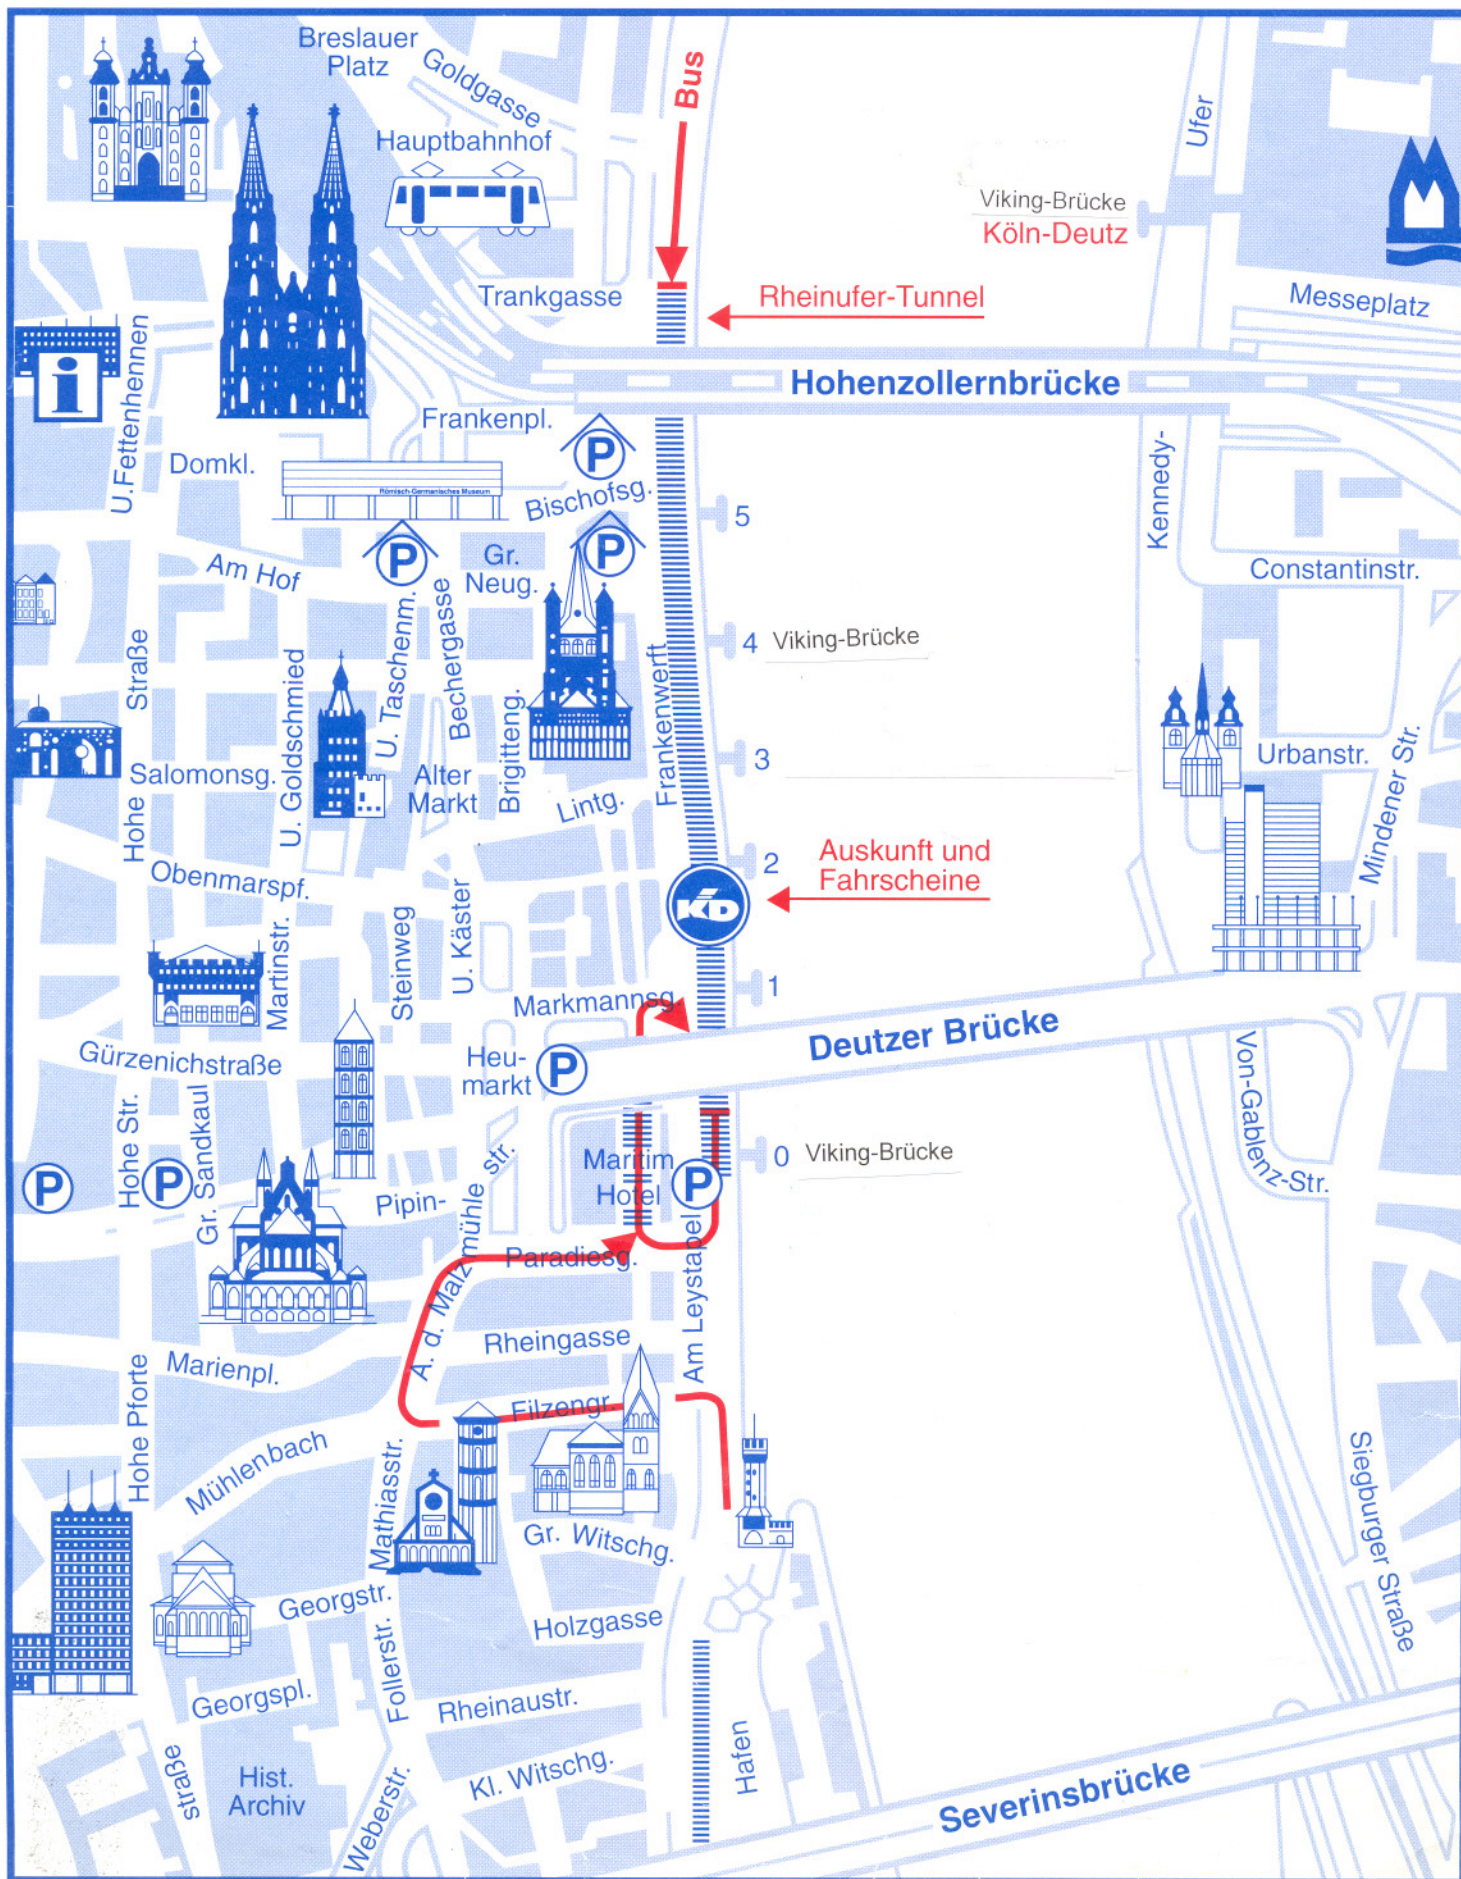 Breslauer
Platz
Goldgasse
Bus
Ufer
Hauptbahnhof
Viking-Brücke
Köln-Deutz
Trankgasse
Rheinufer-Tunnel
Messeplatz
i
U.Fettenhennen
Hohenzollernbrücke
Frankenpl.
P
Domkl.
Römisch-Germanisches Museum
Bischofsg.
Kennedy-
5
Am Hof
P
Gr.
Neug.
P
Constantinstr.
Straße
U. Goldschmied
U. Taschenm.
Bechergasse
4 Viking-Brücke
Frankenwerft
Salomonsg.
Alter
Markt
Brigitteng.
3
Urbanstr.
Mindener Str.
Hohe
Lintg.
Obenmarspf.
2
Auskunft und
Fahrscheine
KD
Martinstr.
Steinweg
U. Käster
Markmannsg.
1
Deutzer Brücke
Gürzenichstraße
Heu-
markt
P
Von-Gablenz-Str.
Hohe Str.
Gr. Sandkaul
P
P
Pipin-
str.
Maritim
Hotel
P
0 Viking-Brücke
A. d. Malzmühle
Paradiesg.
Am Leystapel
Rheingasse
Marienpl.
Hohe Pforte
Filzengr.
Mühlenbach
Mathiasstr.
Siegburger Straße
Gr. Witschg.
Georgstr.
Holzgasse
Follerstr.
Georgspl.
Rheinaustr.
Hafen
straße
Hist.
Archiv
Weberstr.
Kl. Witschg.
Severinsbrücke